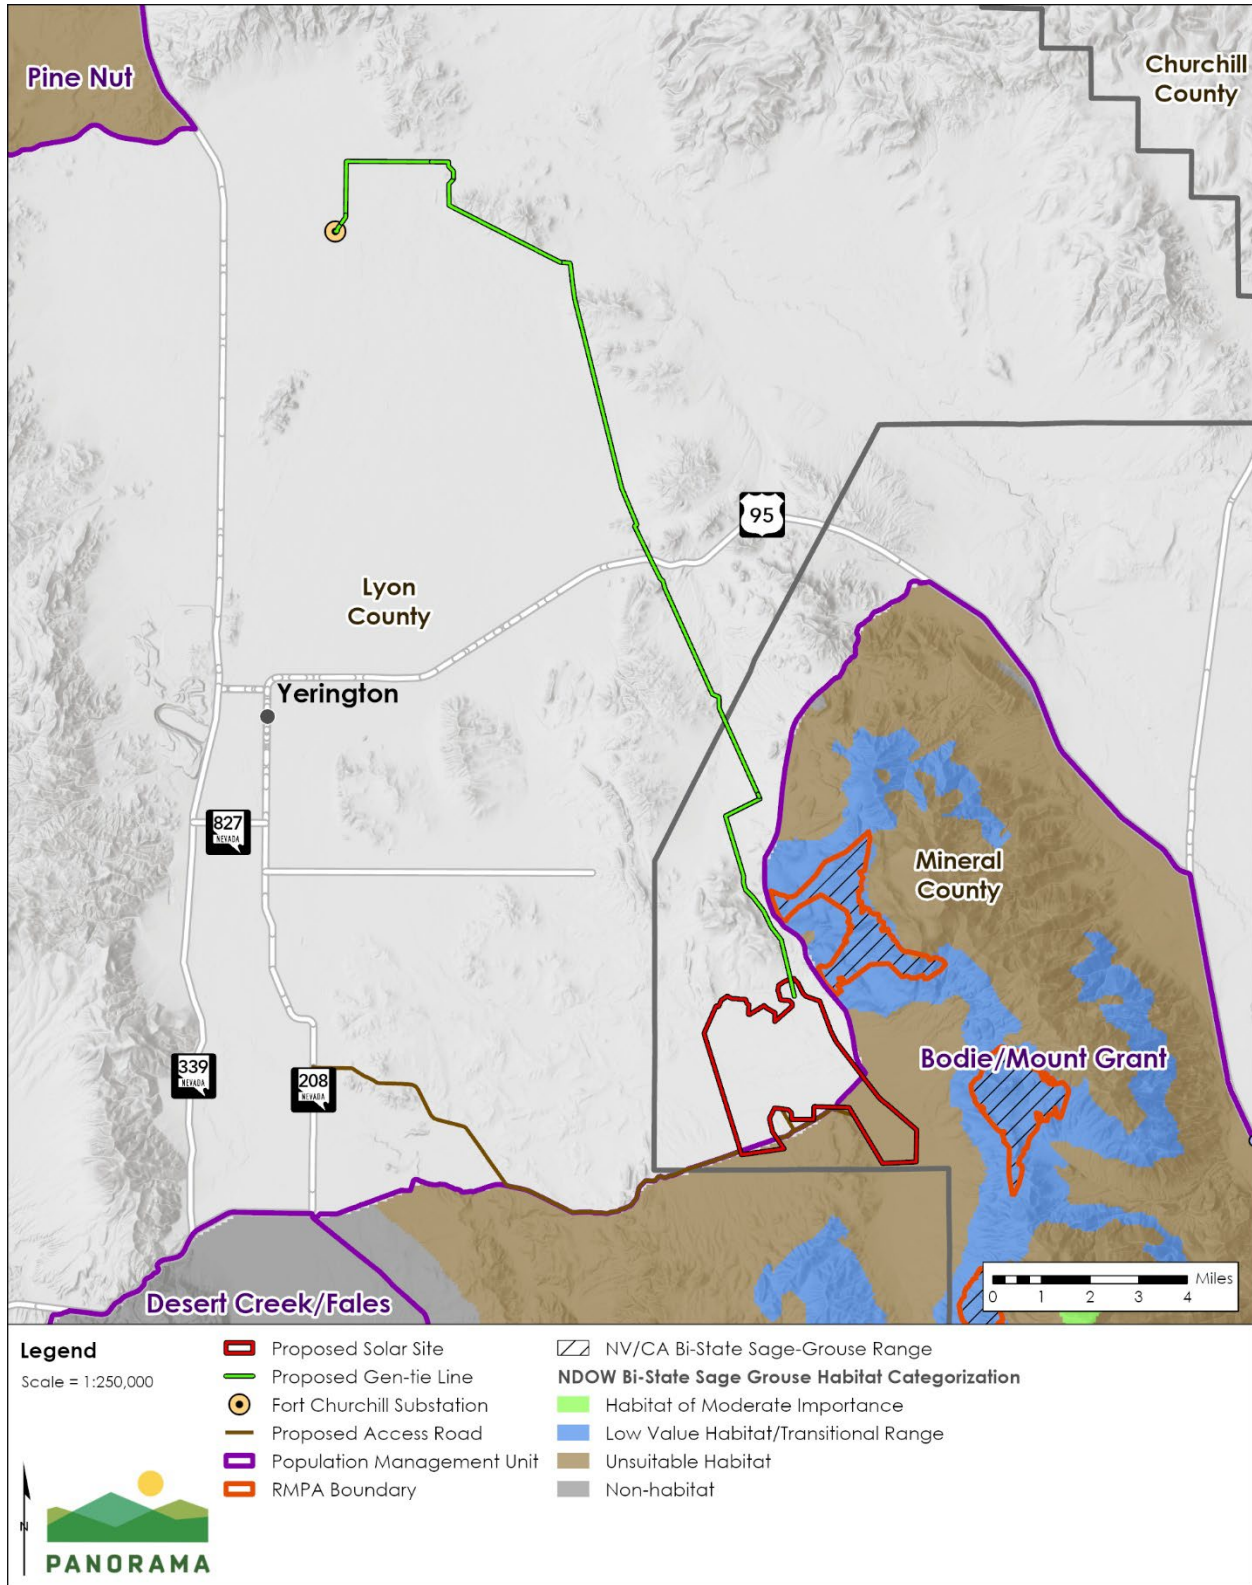 Pine Nut
Churchill
County
95
Lyon
County
Yerington
827
NEVADA
Mineral
County
339
NEVADA
208
NEVADA
Bodie/Mount Grant
Desert Creek/Fales
Miles
0 1 2 3 4
Legend
Scale = 1:250,000
N
PANORAMA
Proposed Solar Site
Proposed Gen-tie Line
Fort Churchill Substation
Proposed Access Road
Population Management Unit
RMPA Boundary
NV/CA Bi-State Sage-Grouse Range
NDOW Bi-State Sage Grouse Habitat Categorization
Habitat of Moderate Importance
Low Value Habitat/Transitional Range
Unsuitable Habitat
Non-habitat